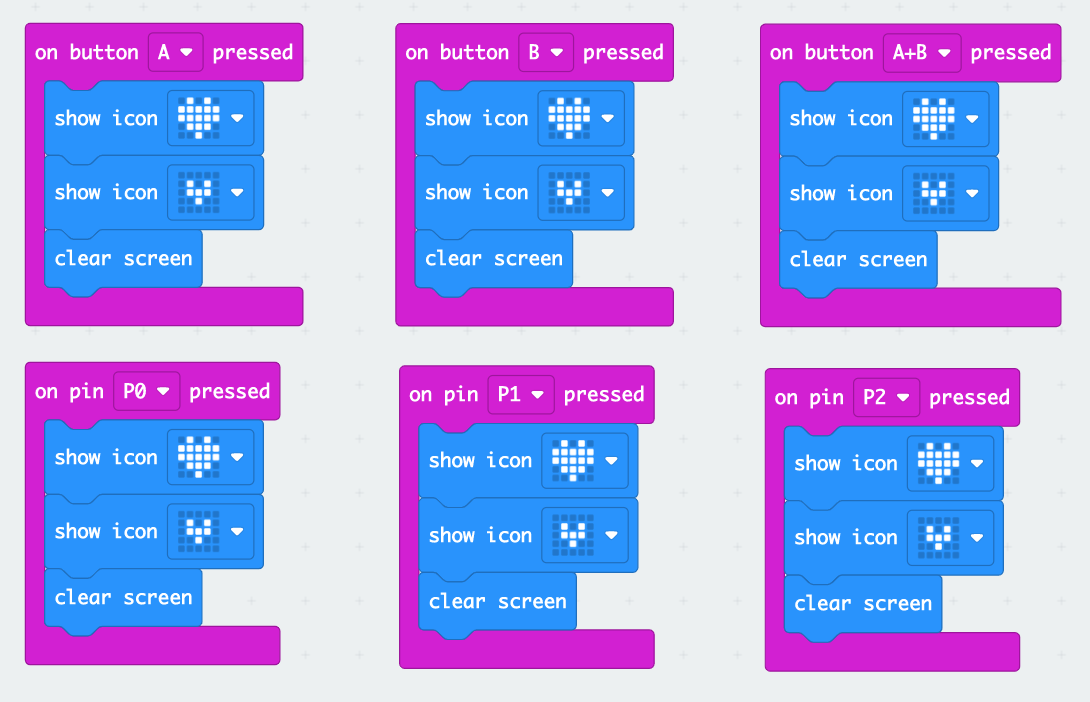 on button A pressed
show icon
show icon
clear screen
on button B pressed
show icon
show icon
clear screen
on button A+B pressed
show icon
show icon
clear screen
on pin P0 pressed
show icon
show icon
clear screen
on pin P1 pressed
show icon
show icon
clear screen
on pin P2 pressed
show icon
show icon
clear screen